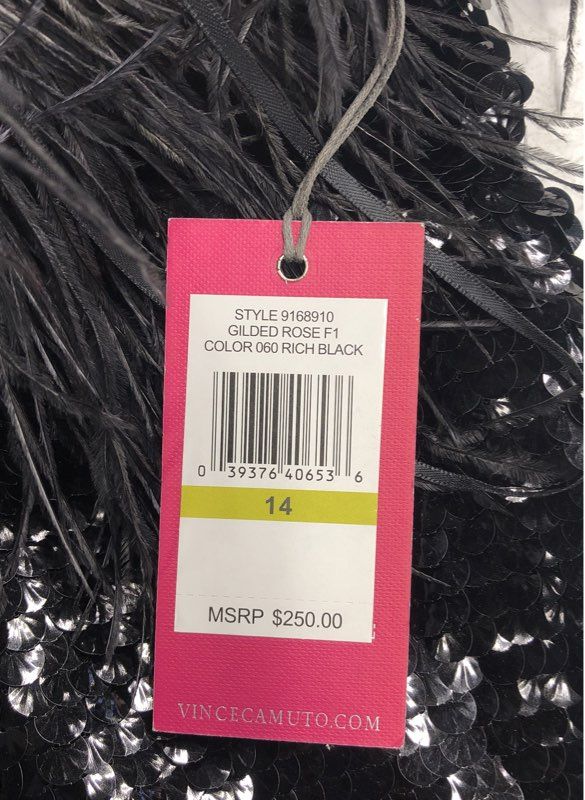 STYLE 9168910
GILDED ROSE F1
COLOR 060 RICH BLACK
0 39376 40653 6
14
MSRP $250.00
VINCECAMUTO.COM